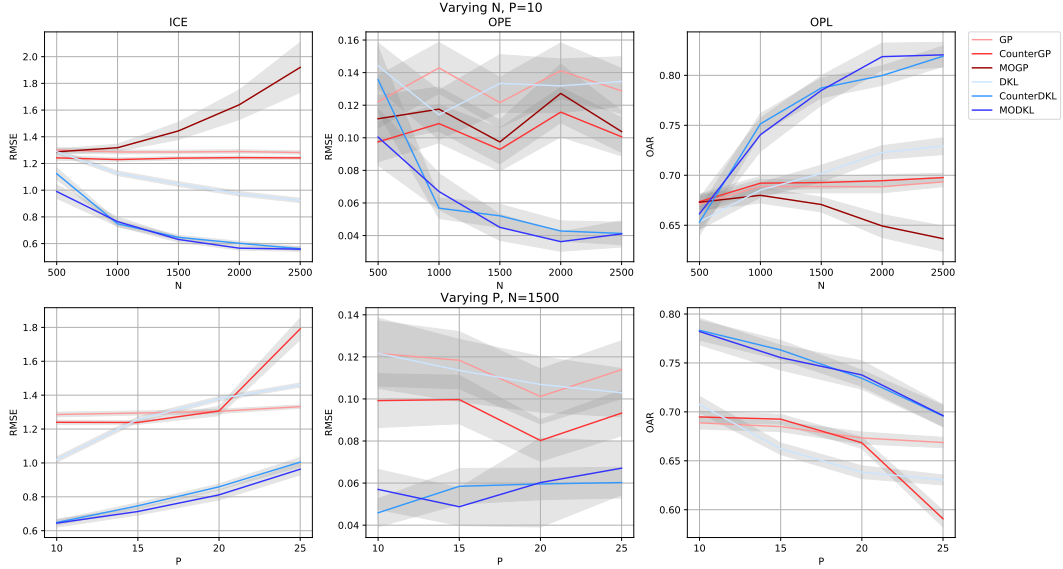 Varying N, P=10
ICE
OPE
OPL
RMSE
2.0
1.8
1.6
1.4
1.2
1.0
0.8
0.6
500 1000 1500 2000 2500
N
RMSE
0.16
0.14
0.12
0.10
0.08
0.06
0.04
500 1000 1500 2000 2500
N
OAR
0.80
0.75
0.70
0.65
500 1000 1500 2000 2500
N
GP
CounterGP
MOGP
DKL
CounterDKL
MODKL
Varying P, N=1500
RMSE
1.8
1.6
1.4
1.2
1.0
0.8
0.6
10 15 20 25
P
RMSE
0.14
0.12
0.10
0.08
0.06
0.04
10 15 20 25
P
OAR
0.80
0.75
0.70
0.65
0.60
10 15 20 25
P